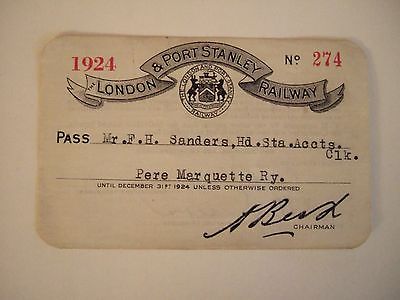 1924 Nº 274
THE LONDON & PORT STANLEY RAILWAY
PASS Mr.F.H. Sanders,Hd.Sta.Accts.
Clk.
Pere Marquette Ry.
UNTIL DECEMBER 31ST 1924 UNLESS OTHERWISE ORDERED
CHAIRMAN